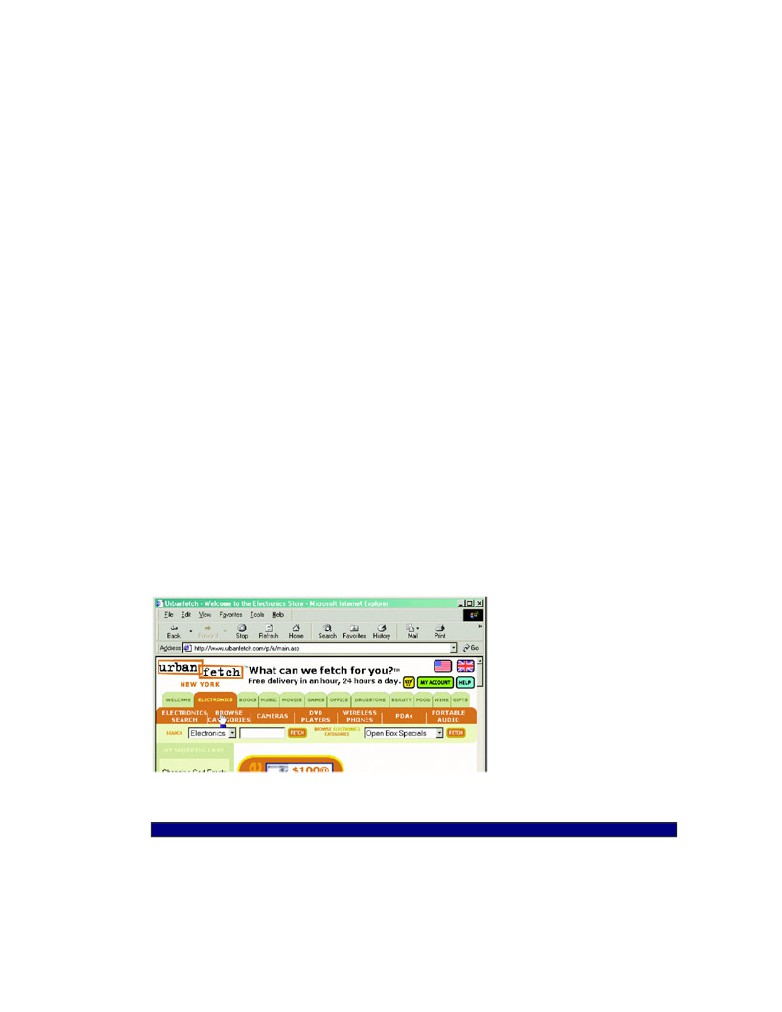 Urbanfetch - Welcome to the Electronics Store - Microsoft Internet Explorer
File Edit View Favorites Tools Help
Back Forward Stop Refresh Home Search Favorites History Mail Print
Address http://www.urbanfetch.com/p/s/main.asp Go
urban fetch™ What can we fetch for you?™
Free delivery in an hour, 24 hours a day.
NEW YORK MY ACCOUNT HELP
WELCOME ELECTRONICS BOOKS MUSIC MOVIES GAMES OFFICE DRUGSTORE BEAUTY FOOD WINE GIFTS
ELECTRONICS SEARCH BROWSE CATEGORIES CAMERAS DVD PLAYERS WIRELESS PHONES PDAs PORTABLE AUDIO
SEARCH Electronics FETCH BROWSE ELECTRONICS CATEGORIES Open Box Specials FETCH